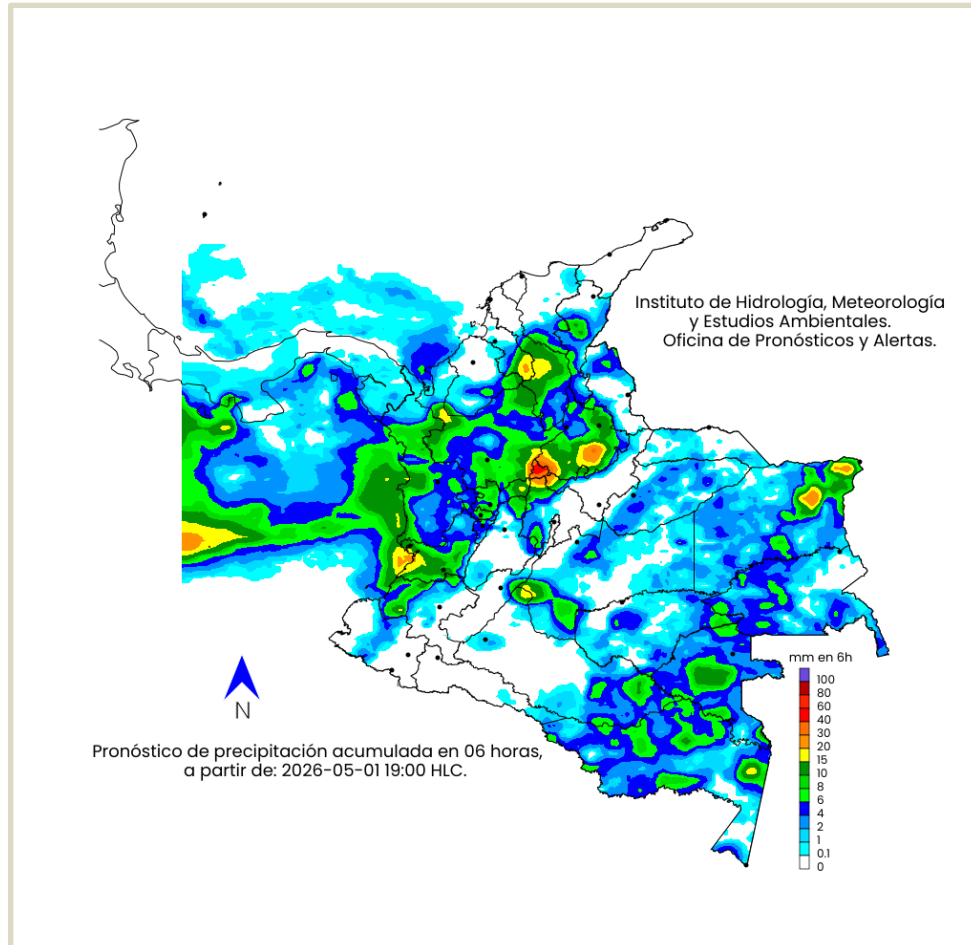 Instituto de Hidrología, Meteorología
y Estudios Ambientales.
Oficina de Pronósticos y Alertas.
mm en 6h
100
80
60
40
30
20
15
10
8
6
4
2
1
0.1
0
N
Pronóstico de precipitación acumulada en 06 horas,
a partir de: 2026-05-01 19:00 HLC.